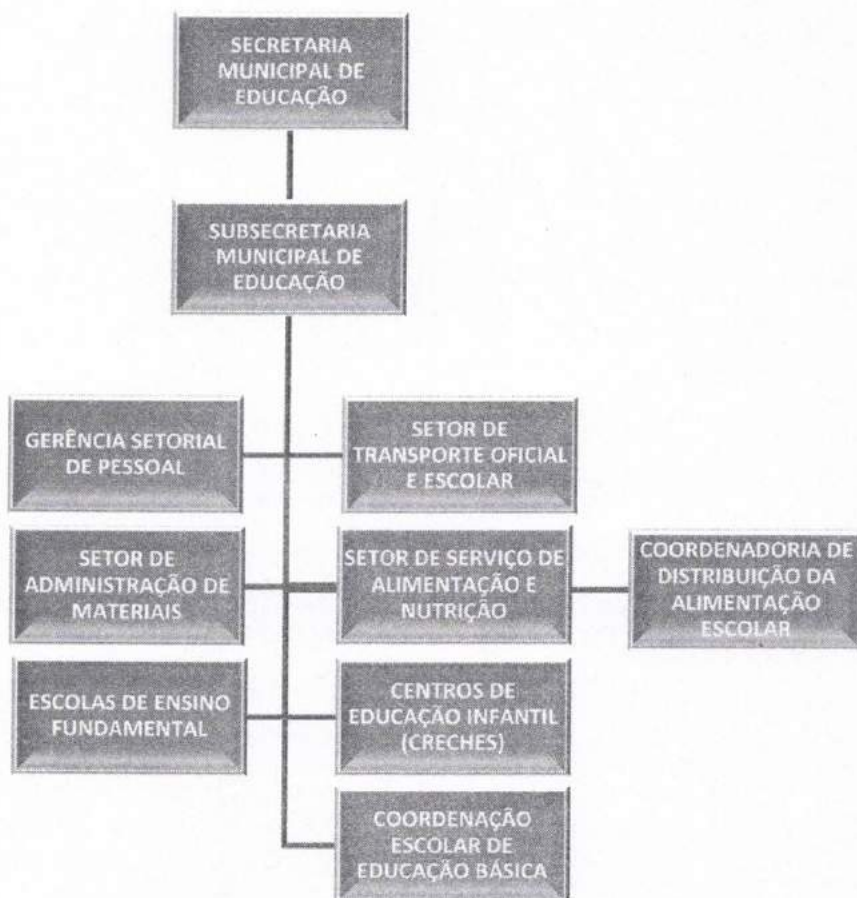 SECRETARIA
MUNICIPAL DE
EDUCAÇÃO
SUBSECRETARIA
MUNICIPAL DE
EDUCAÇÃO
GERÊNCIA SETORIAL
DE PESSOAL
SETOR DE
TRANSPORTE OFICIAL
E ESCOLAR
SETOR DE
ADMINISTRAÇÃO DE
MATERIAIS
SETOR DE SERVIÇO DE
ALIMENTAÇÃO E
NUTRIÇÃO
COORDENADORIA DE
DISTRIBUIÇÃO DA
ALIMENTAÇÃO
ESCOLAR
ESCOLAS DE ENSINO
FUNDAMENTAL
CENTROS DE
EDUCAÇÃO INFANTIL
(CRECHES)
COORDENAÇÃO
ESCOLAR DE
EDUCAÇÃO BÁSICA